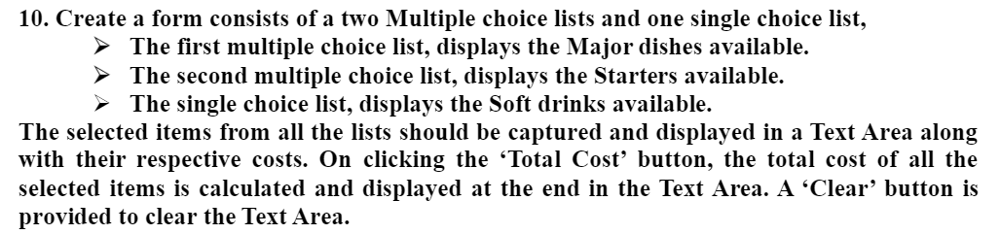 10. Create a form consists of a two Multiple choice lists and one single choice list,
➢ The first multiple choice list, displays the Major dishes available.
➢ The second multiple choice list, displays the Starters available.
➢ The single choice list, displays the Soft drinks available.
The selected items from all the lists should be captured and displayed in a Text Area along
with their respective costs. On clicking the ‘Total Cost’ button, the total cost of all the
selected items is calculated and displayed at the end in the Text Area. A ‘Clear’ button is
provided to clear the Text Area.